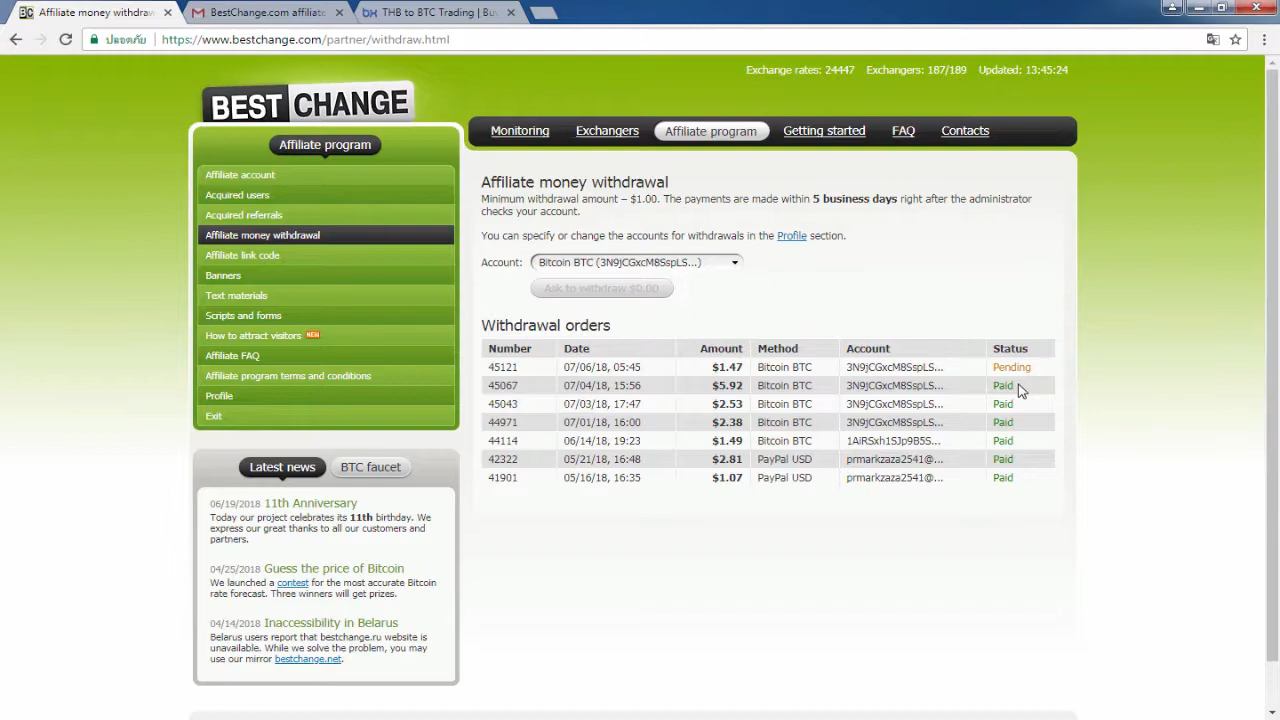 Affiliate money withdraw
BestChange.com affiliate
THB to BTC Trading | Bu
ปลอดภัย
https://www.bestchange.com/partner/withdraw.html
Exchange rates: 24447 Exchangers: 187/189 Updated: 13:45:24
BEST CHANGE
Monitoring Exchangers Affiliate program Getting started FAQ Contacts
Affiliate program
Affiliate account
Acquired users
Acquired referrals
Affiliate money withdrawal
Affiliate link code
Banners
Text materials
Scripts and forms
How to attract visitors NEW
Affiliate FAQ
Affiliate program terms and conditions
Profile
Exit
Affiliate money withdrawal
Minimum withdrawal amount – $1.00. The payments are made within 5 business days right after the administrator
checks your account.
You can specify or change the accounts for withdrawals in the Profile section.
Account: Bitcoin BTC (3N9jCGxcM8SspLS...)
Ask to withdraw $0.00
Withdrawal orders
Number Date Amount Method Account Status
45121 07/06/18, 05:45 $1.47 Bitcoin BTC 3N9jCGxcM8SspLS... Pending
45067 07/04/18, 15:56 $5.92 Bitcoin BTC 3N9jCGxcM8SspLS... Paid
45043 07/03/18, 17:47 $2.53 Bitcoin BTC 3N9jCGxcM8SspLS... Paid
44971 07/01/18, 16:00 $2.38 Bitcoin BTC 3N9jCGxcM8SspLS... Paid
44114 06/14/18, 19:23 $1.49 Bitcoin BTC 1AiRSxh1SJp9B5S... Paid
42322 05/21/18, 16:48 $2.81 PayPal USD prmarkzaza2541@... Paid
41901 05/16/18, 16:35 $1.07 PayPal USD prmarkzaza2541@... Paid
Latest news BTC faucet
06/19/2018 11th Anniversary
Today our project celebrates its 11th birthday. We
express our great thanks to all our customers and
partners.
04/25/2018 Guess the price of Bitcoin
We launched a contest for the most accurate Bitcoin
rate forecast. Three winners will get prizes.
04/14/2018 Inaccessibility in Belarus
Belarus users report that bestchange.ru website is
unavailable. While we solve the problem, you may
use our mirror bestchange.net.